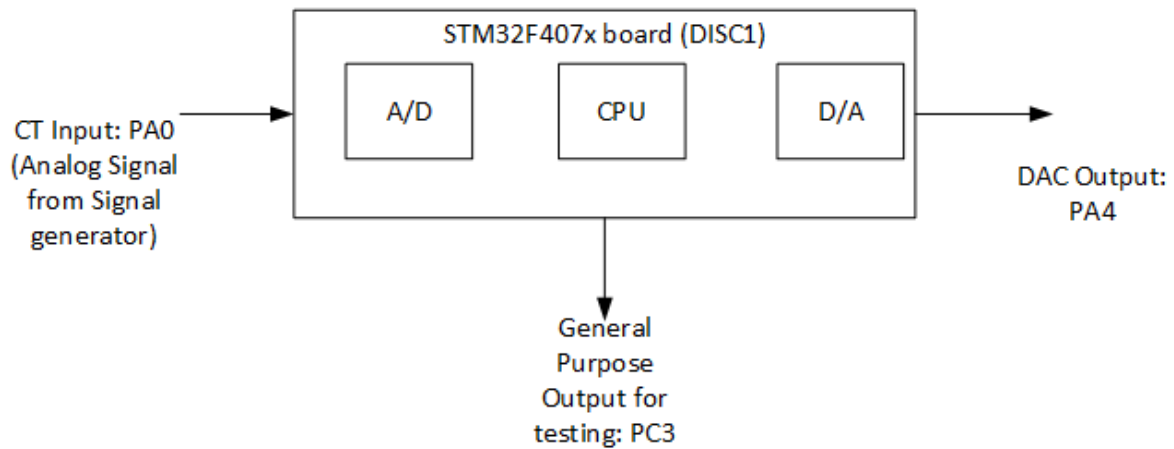 STM32F407x board (DISC1)
A/D
CPU
D/A
CT Input: PA0
(Analog Signal
from Signal
generator)
DAC Output:
PA4
General
Purpose
Output for
testing: PC3